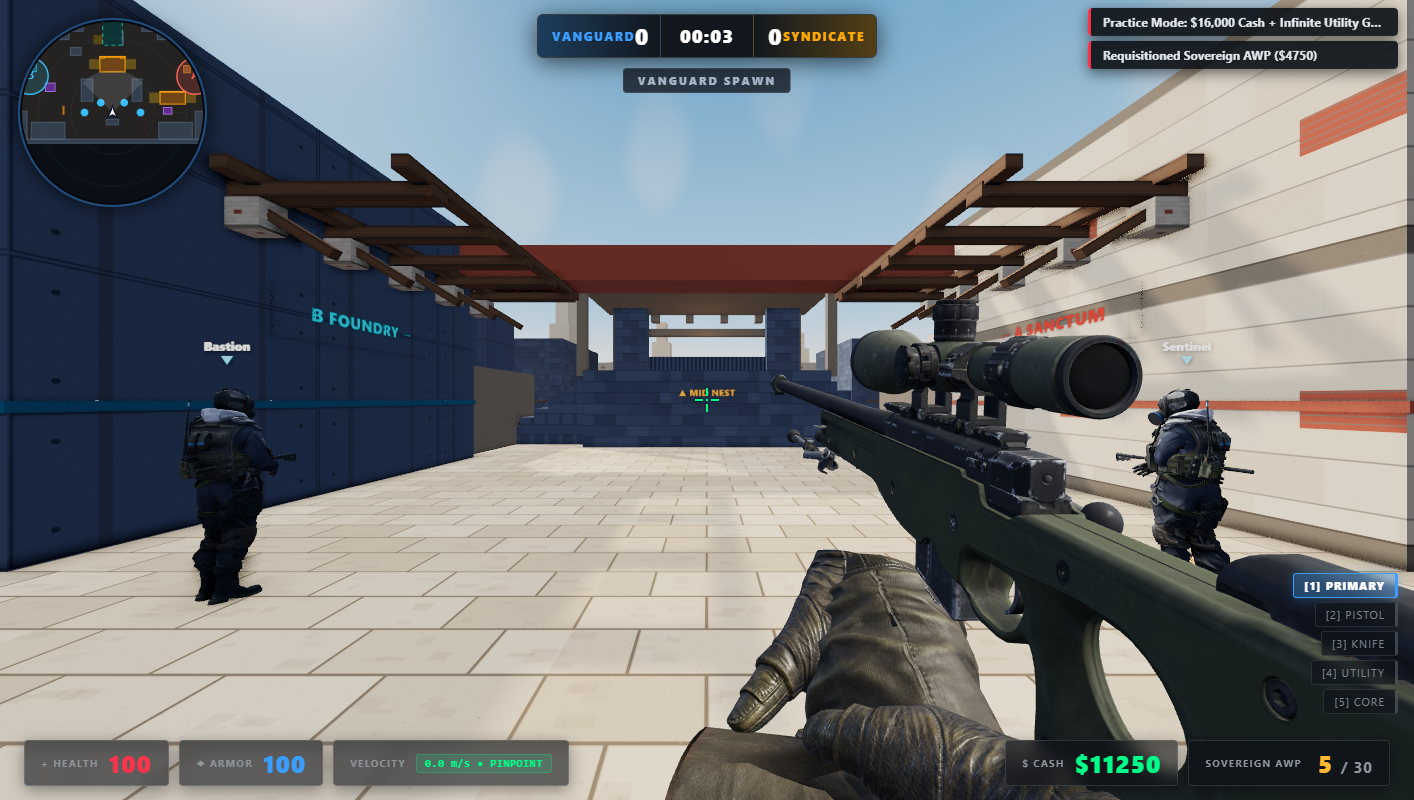 VANGUARD 0 00:03 0 SYNDICATE
VANGUARD SPAWN
Practice Mode: $16,000 Cash + Infinite Utility G...
Requisitioned Sovereign AWP ($4750)
B
A
B FOUNDRY →
A SANCTUM
Bastion
Sentinel
▲ MID NEST
[1] PRIMARY
[2] PISTOL
[3] KNIFE
[4] UTILITY
[5] CORE
+ HEALTH 100
◆ ARMOR 100
VELOCITY 0.0 m/s • PINPOINT
$ CASH $11250
SOVEREIGN AWP 5 / 30